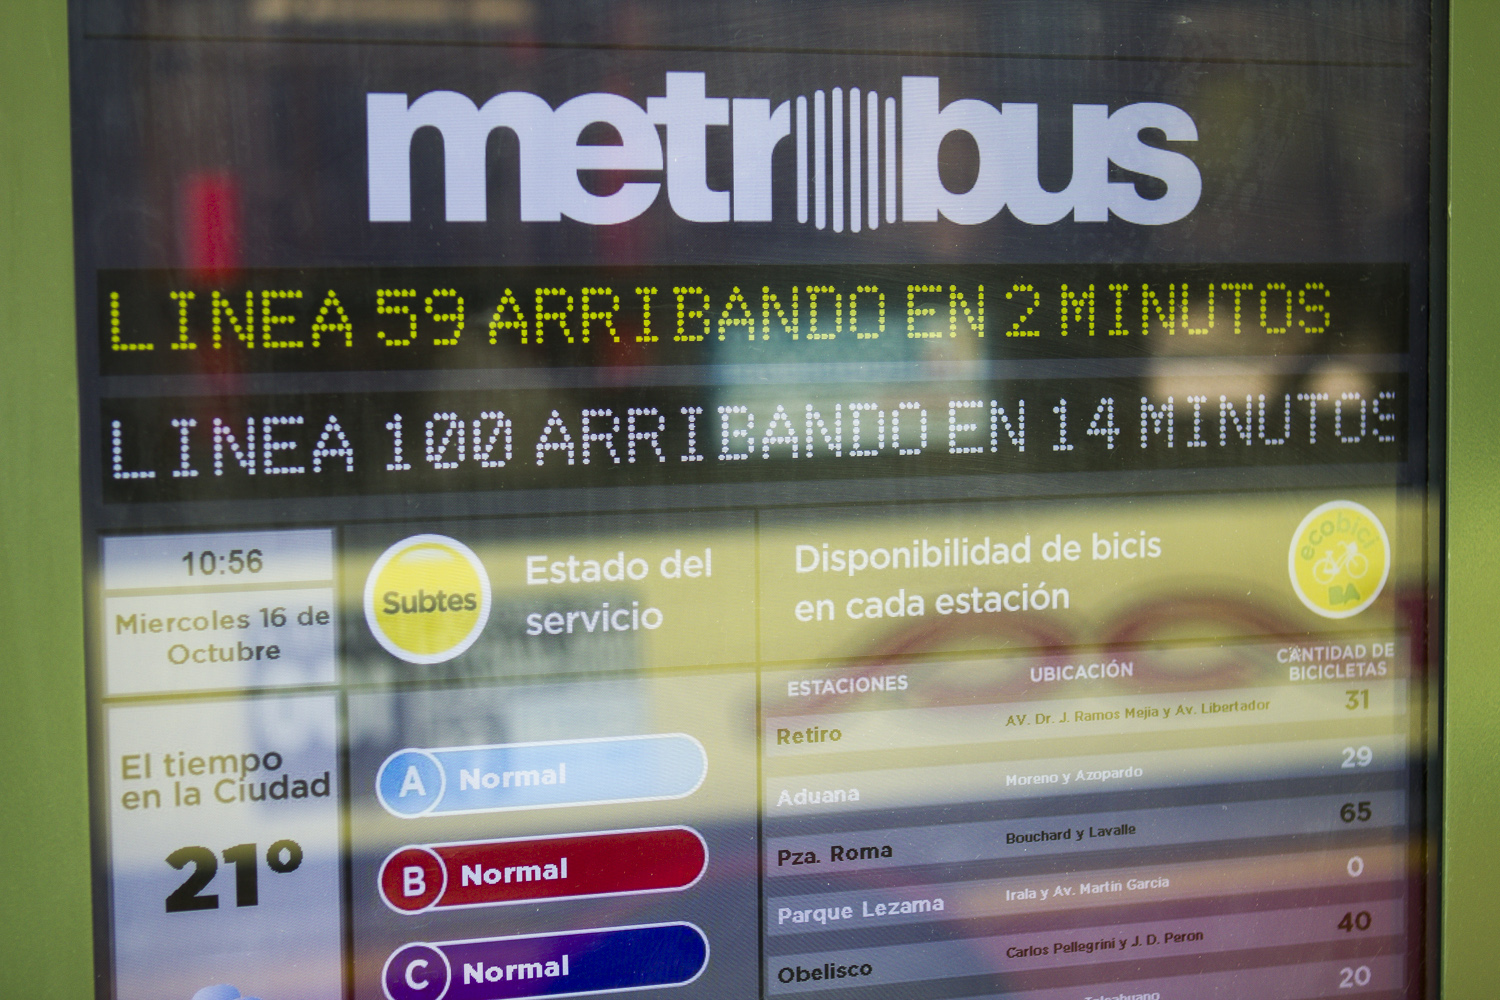 metrobus
LINEA 59 ARRIBANDO EN 2 MINUTOS
LINEA 100 ARRIBANDO EN 14 MINUTOS
10:56
Miercoles 16 de
Octubre
El tiempo
en la Ciudad
21º
Subtes
Estado del
servicio
A Normal
B Normal
C Normal
Disponibilidad de bicis
en cada estación
ecobici
BA
ESTACIONES UBICACIÓN CANTIDAD DE
BICICLETAS
Retiro AV. Dr. J. Ramos Mejia y Av. Libertador 31
Aduana Moreno y Azopardo 29
Pza. Roma Bouchard y Lavalle 65
Parque Lezama Irala y Av. Martín García 0
Obelisco Carlos Pellegrini y J. D. Peron 40
20